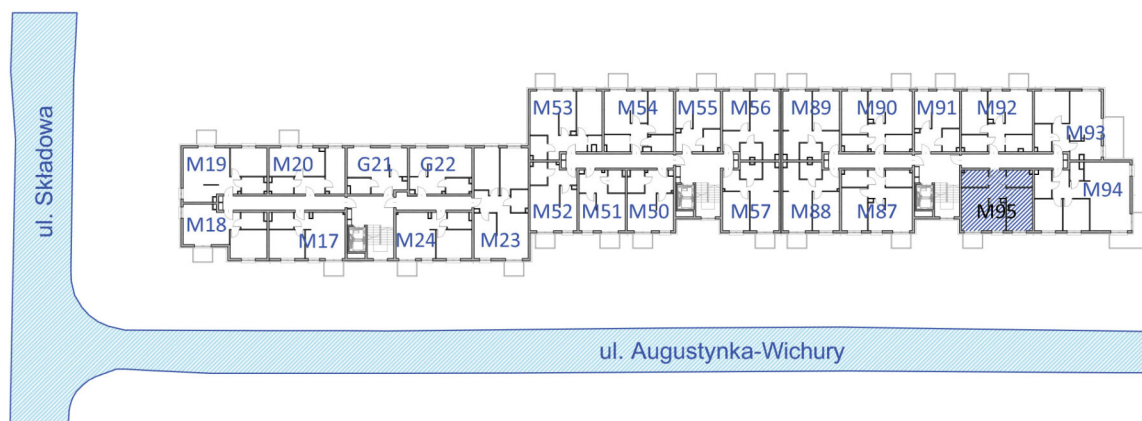 ul. Składowa
M53
M54
M55
M56
M89
M90
M91
M92
M93
M19
M20
G21
G22
M94
M18
M17
M24
M23
M52
M51
M50
M57
M88
M87
M95
ul. Augustynka-Wichury